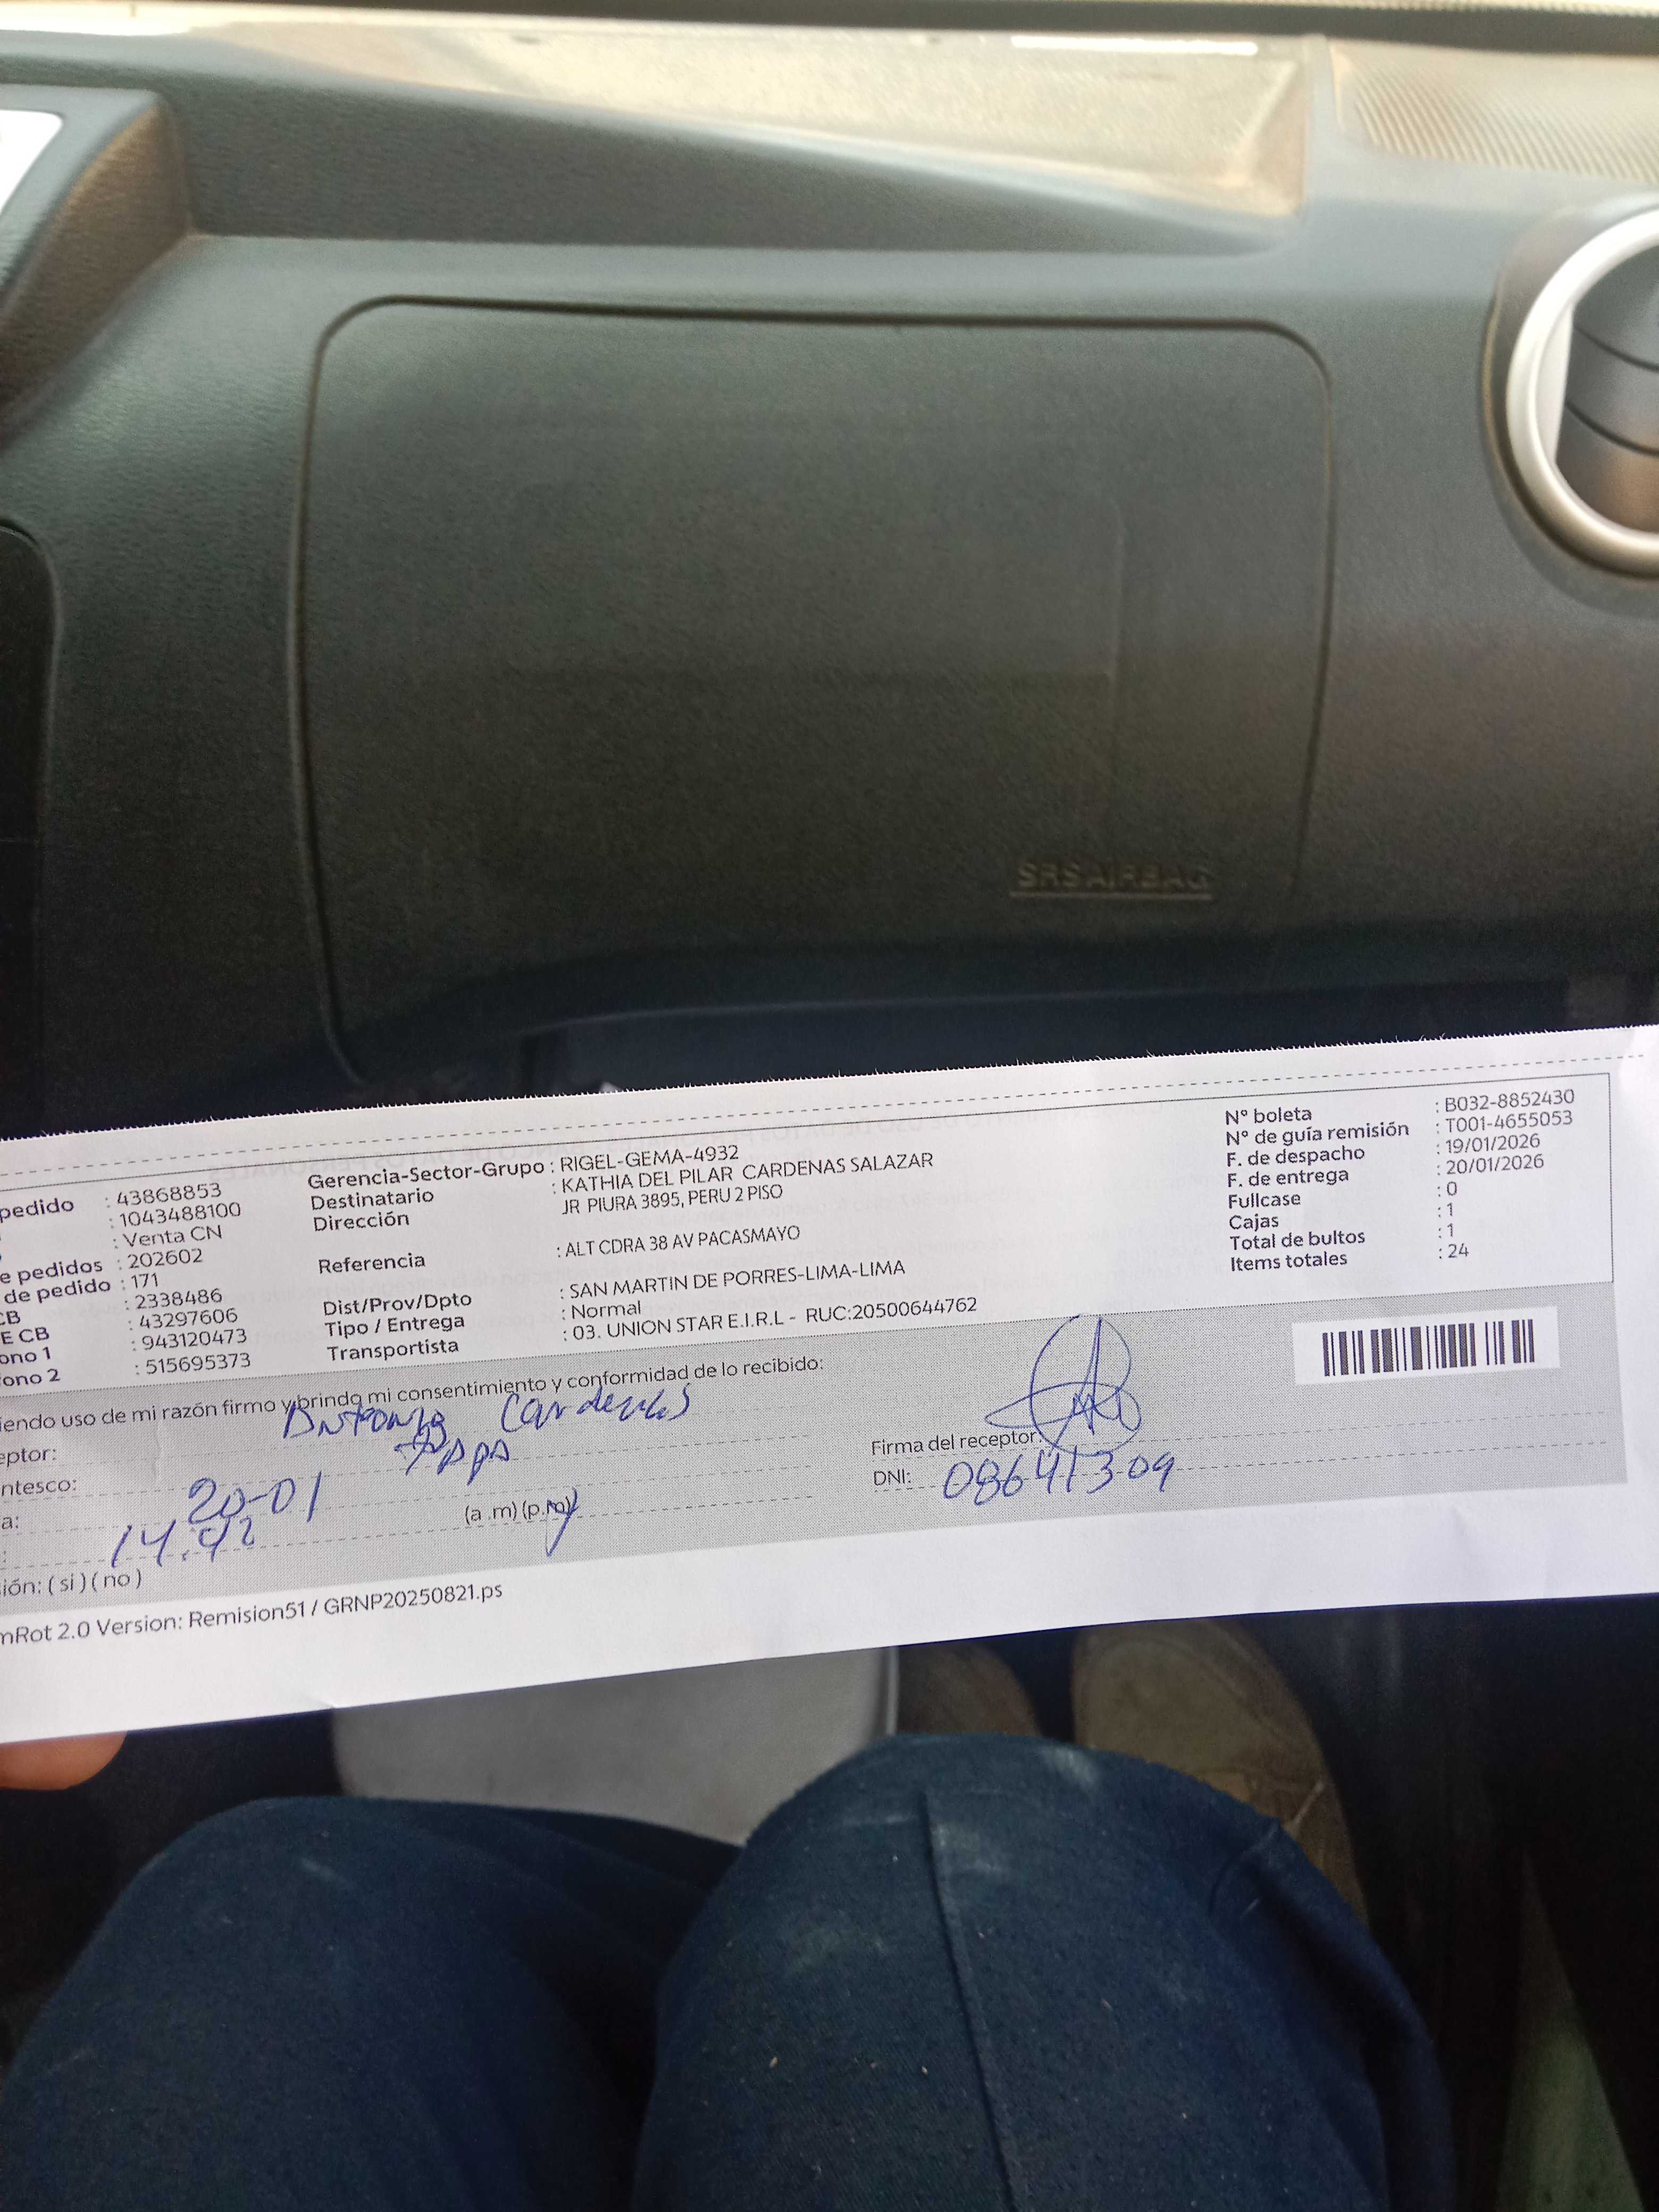 SRS AIRBAG
pedido : 43868853
: 1043488100
: Venta CN
e pedidos : 202602
de pedido : 171
CB : 2338486
E CB : 43297606
ono 1 : 943120473
ono 2 : 515695373
Gerencia-Sector-Grupo : RIGEL-GEMA-4932
Destinatario : KATHIA DEL PILAR CARDENAS SALAZAR
Dirección JR PIURA 3895, PERU 2 PISO
Referencia : ALT CDRA 38 AV PACASMAYO
Dist/Prov/Dpto : SAN MARTIN DE PORRES-LIMA-LIMA
Tipo / Entrega : Normal
Transportista : 03. UNION STAR E.I.R.L - RUC:20500644762
N° boleta : B032-8852430
N° de guía remisión : T001-4655053
F. de despacho : 19/01/2026
F. de entrega : 20/01/2026
Fullcase : 0
Cajas : 1
Total de bultos : 1
Items totales : 24
iendo uso de mi razón firmo y brindo mi consentimiento y conformidad de lo recibido:
eptor: Antonio Cardenas
ntesco: papa
a: 20-01
: 14.42 (a .m) (p.m)
ión: ( si ) ( no )
Firma del receptor:
DNI: 08641309
mRot 2.0 Version: Remision51 / GRNP20250821.ps